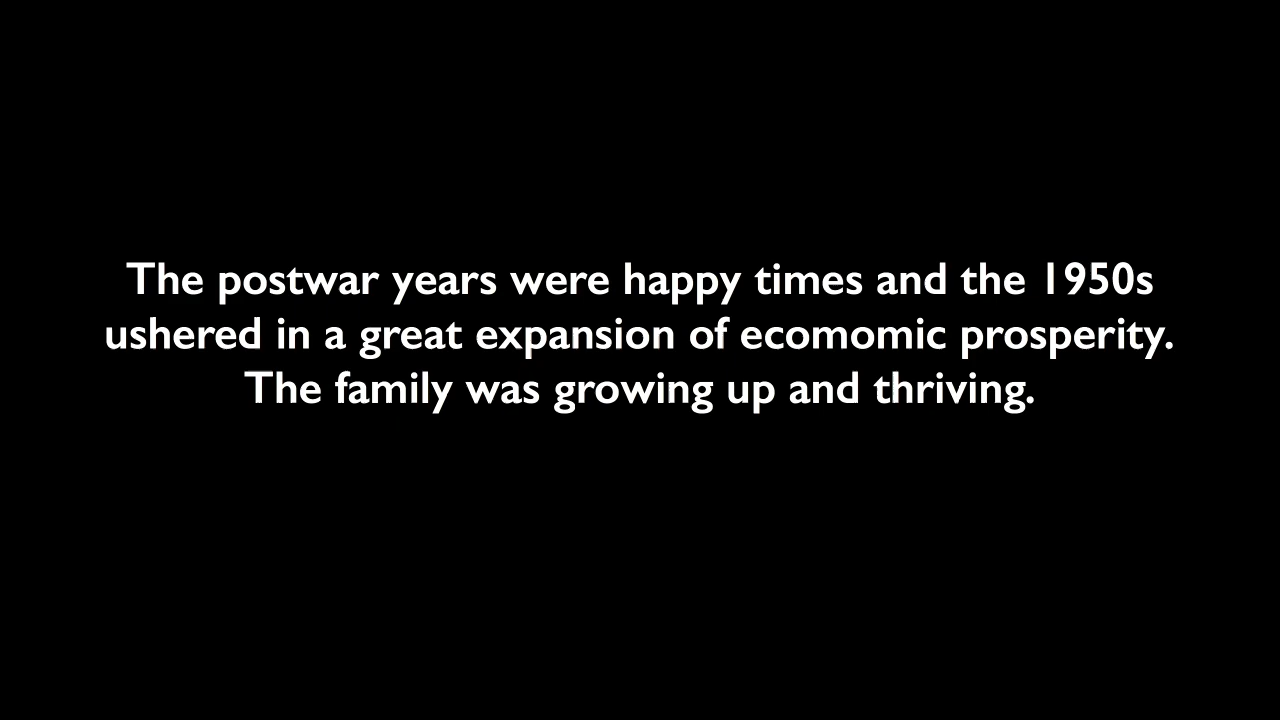 The postwar years were happy times and the 1950s
ushered in a great expansion of ecomomic prosperity.
The family was growing up and thriving.